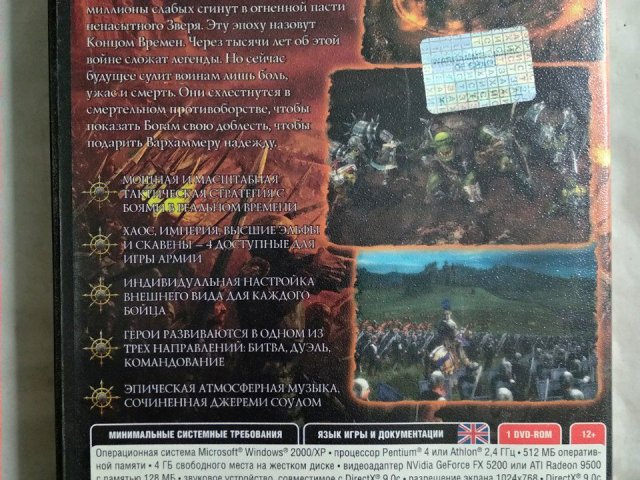 миллионы слабых сгинут в огненной пасти
ненасытного Зверя. Эту эпоху назовут
Концом Времен. Через тысячи лет об этой
войне сложат легенды. Но сейчас
будущее сулит воинам лишь боль,
ужас и смерть. Они схлестнутся в
смертельном противоборстве, чтобы
показать Богам свою доблесть, чтобы
подарить Вархаммеру надежду.
МОЩНАЯ И МАСШТАБНАЯ
ТАКТИЧЕСКАЯ СТРАТЕГИЯ С
БОЯМИ В РЕАЛЬНОМ ВРЕМЕНИ
ХАОС, ИМПЕРИЯ, ВЫСШИЕ ЭЛЬФЫ
И СКАВЕНЫ – 4 ДОСТУПНЫЕ ДЛЯ
ИГРЫ АРМИИ
ИНДИВИДУАЛЬНАЯ НАСТРОЙКА
ВНЕШНЕГО ВИДА ДЛЯ КАЖДОГО
БОЙЦА
ГЕРОИ РАЗВИВАЮТСЯ В ОДНОМ ИЗ
ТРЕХ НАПРАВЛЕНИЙ: БИТВА, ДУЭЛЬ,
КОМАНДОВАНИЕ
ЭПИЧЕСКАЯ АТМОСФЕРНАЯ МУЗЫКА,
СОЧИНЕННАЯ ДЖЕРЕМИ СОУЛОМ
МИНИМАЛЬНЫЕ СИСТЕМНЫЕ ТРЕБОВАНИЯ
ЯЗЫК ИГРЫ И ДОКУМЕНТАЦИИ
1 DVD-ROM
12+
Операционная система Microsoft® Windows® 2000/XP • процессор Pentium® 4 или Athlon® 2,4 ГГц • 512 МБ оператив-
ной памяти • 4 ГБ свободного места на жестком диске • видеоадаптер NVidia GeForce FX 5200 или ATI Radeon 9500
с памятью 128 МБ • звуковое устройство, совместимое с DirectX® 9.0c • разрешение экрана 1024x768 • DirectX® 9.0c